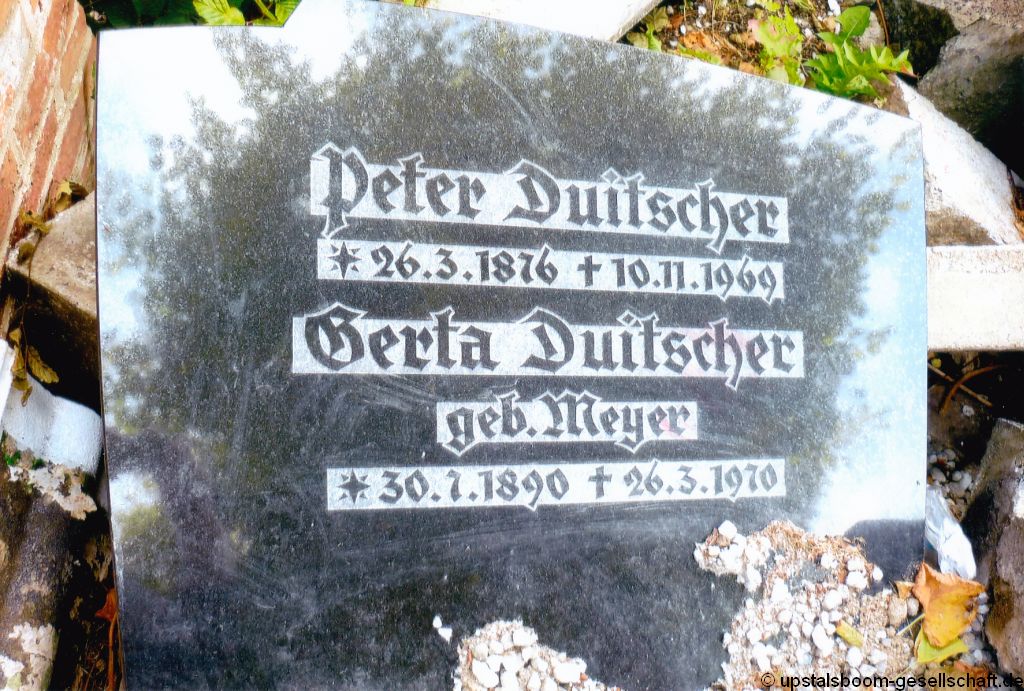 Peter Duitscher
* 26.3.1876 † 10.11.1969
Gerta Duitscher
geb. Meyer
* 30.7.1890 † 26.3.1970
© upstalsboom-gesellschaft.de